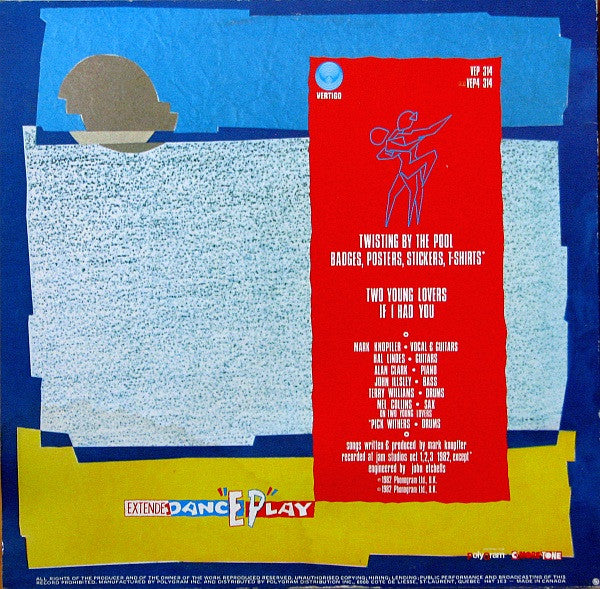 VEP 314
VEP4 314
VERTIGO
TWISTING BY THE POOL
BADGES, POSTERS, STICKERS, T-SHIRTS*
TWO YOUNG LOVERS
IF I HAD YOU
MARK KNOPFLER • VOCAL & GUITARS
HAL LINDES • GUITARS
ALAN CLARK • PIANO
JOHN ILLSLEY • BASS
TERRY WILLIAMS • DRUMS
MEL COLLINS • SAX
ON TWO YOUNG LOVERS
*PICK WITHERS • DRUMS
songs written & produced by mark knopfler
recorded at jam studios oct 1,2,3 1982, except*
engineered by john etchells
℗1982 Phonogram Ltd., U.K.
©1982 Phonogram Ltd., U.K.
EXTENDEDANCEPLAY
polygram
ALL RIGHTS OF THE PRODUCER AND OF THE OWNER OF THE WORK REPRODUCED RESERVED. UNAUTHORISED COPYING; HIRING; LENDING; PUBLIC PERFORMANCE AND BROADCASTING OF THIS
RECORD PROHIBITED. MANUFACTURED BY POLYGRAM INC. AND DISTRIBUTED BY POLYGRAM DISTRIBUTION INC., 6000 COTE DE LIESSE, ST-LAURENT, QUEBEC H4T 1E3 - MADE IN CANADA